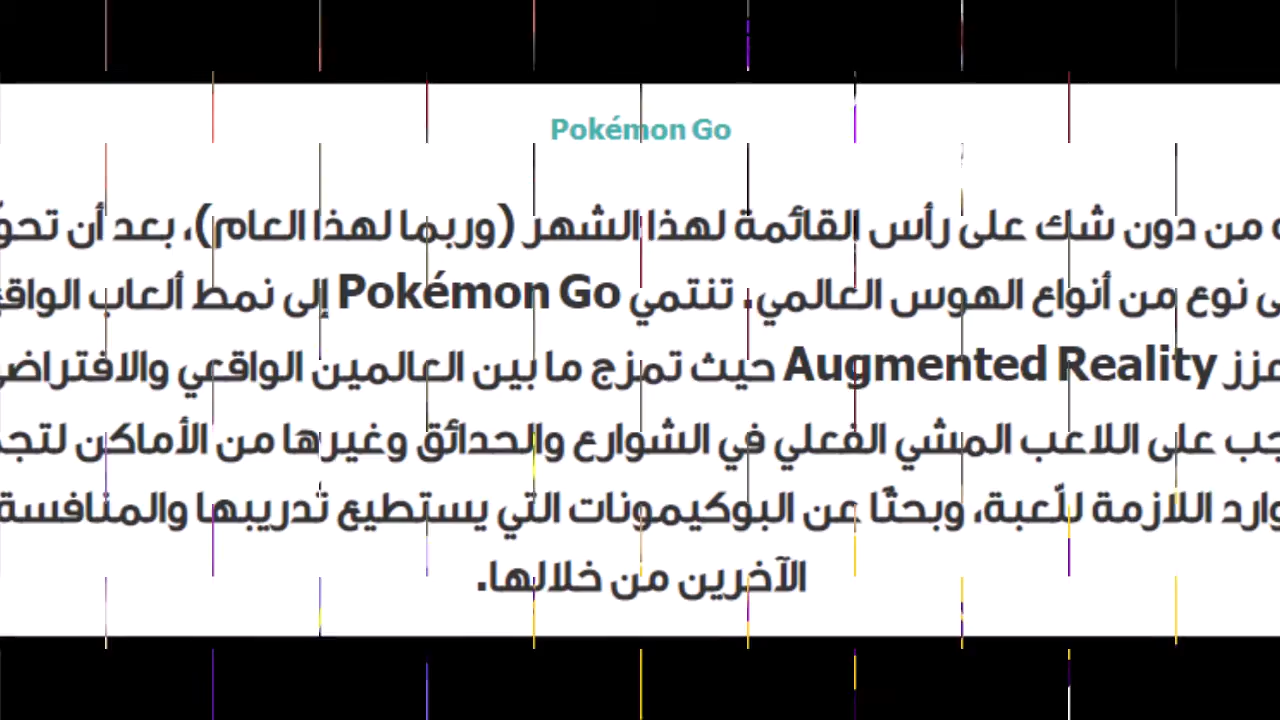 Pokémon Go
من دون شك على رأس القائمة لهذا الشهر (وربما لهذا العام)، بعد أن
نوع من أنواع الهوس العالمي. تنتمي Pokémon Go إلى نمط ألعاب
Augmented Reality حيث تمزج ما بين العالمين الواقعي
على اللاعب المشي الفعلي في الشوارع والحدائق وغيرها من الأماكن
اللازمة للّعبة، وبحثًا عن البوكيمونات التي يستطيع تدريبها والمنافسة
الآخرين من خلالها.